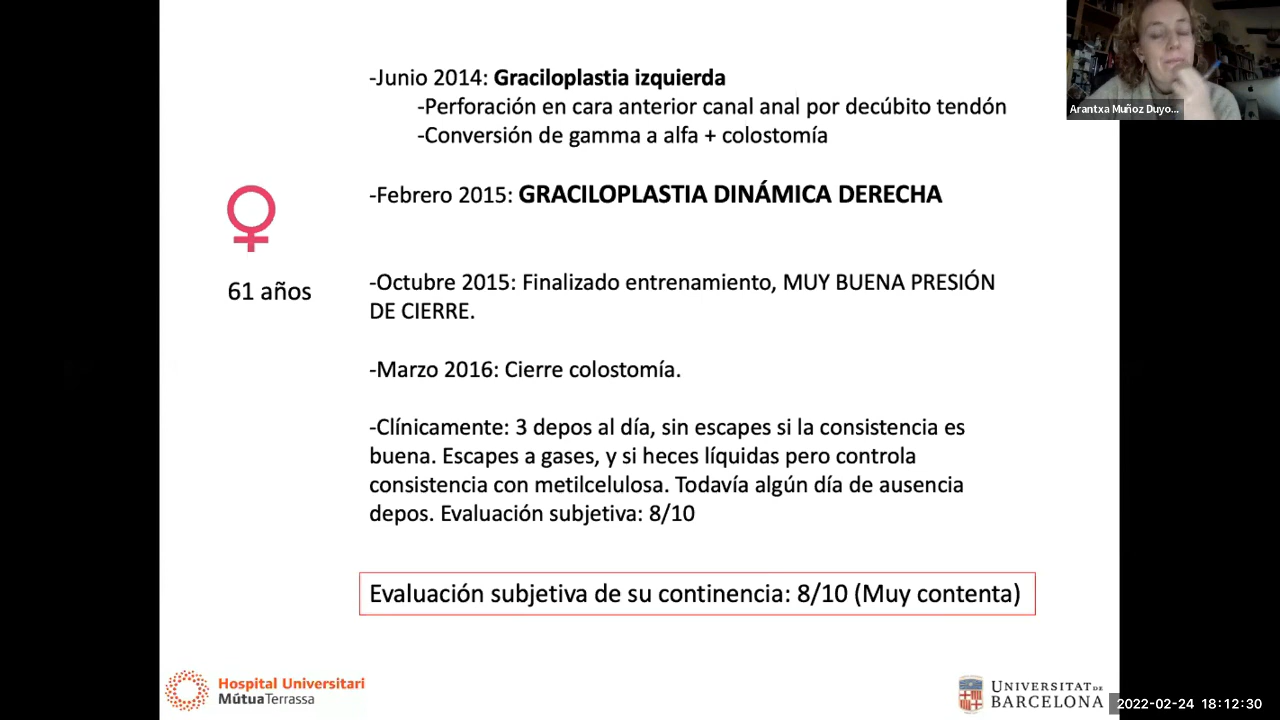 -Junio 2014: Graciloplastia izquierda
-Perforación en cara anterior canal anal por decúbito tendón
-Conversión de gamma a alfa + colostomía
-Febrero 2015: GRACILOPLASTIA DINÁMICA DERECHA
61 años
-Octubre 2015: Finalizado entrenamiento, MUY BUENA PRESIÓN
DE CIERRE.
-Marzo 2016: Cierre colostomía.
-Clínicamente: 3 depos al día, sin escapes si la consistencia es
buena. Escapes a gases, y si heces líquidas pero controla
consistencia con metilcelulosa. Todavía algún día de ausencia
depos. Evaluación subjetiva: 8/10
Evaluación subjetiva de su continencia: 8/10 (Muy contenta)
Hospital Universitari
MútuaTerrassa
UNIVERSITAT DE
BARCELONA
Arantxa Muñoz Duyo...
2022-02-24 18:12:30